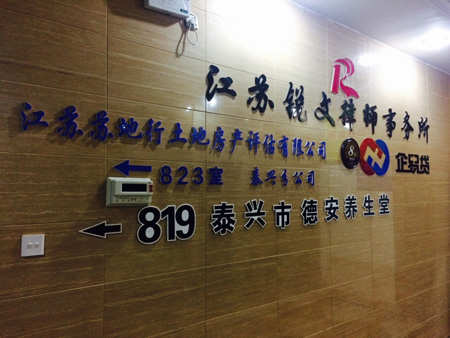 R
江苏锐文律师事务所
江苏苏地行土地房产评估有限公司
企易贷
823室 泰兴分公司
819 泰兴市德安养生堂